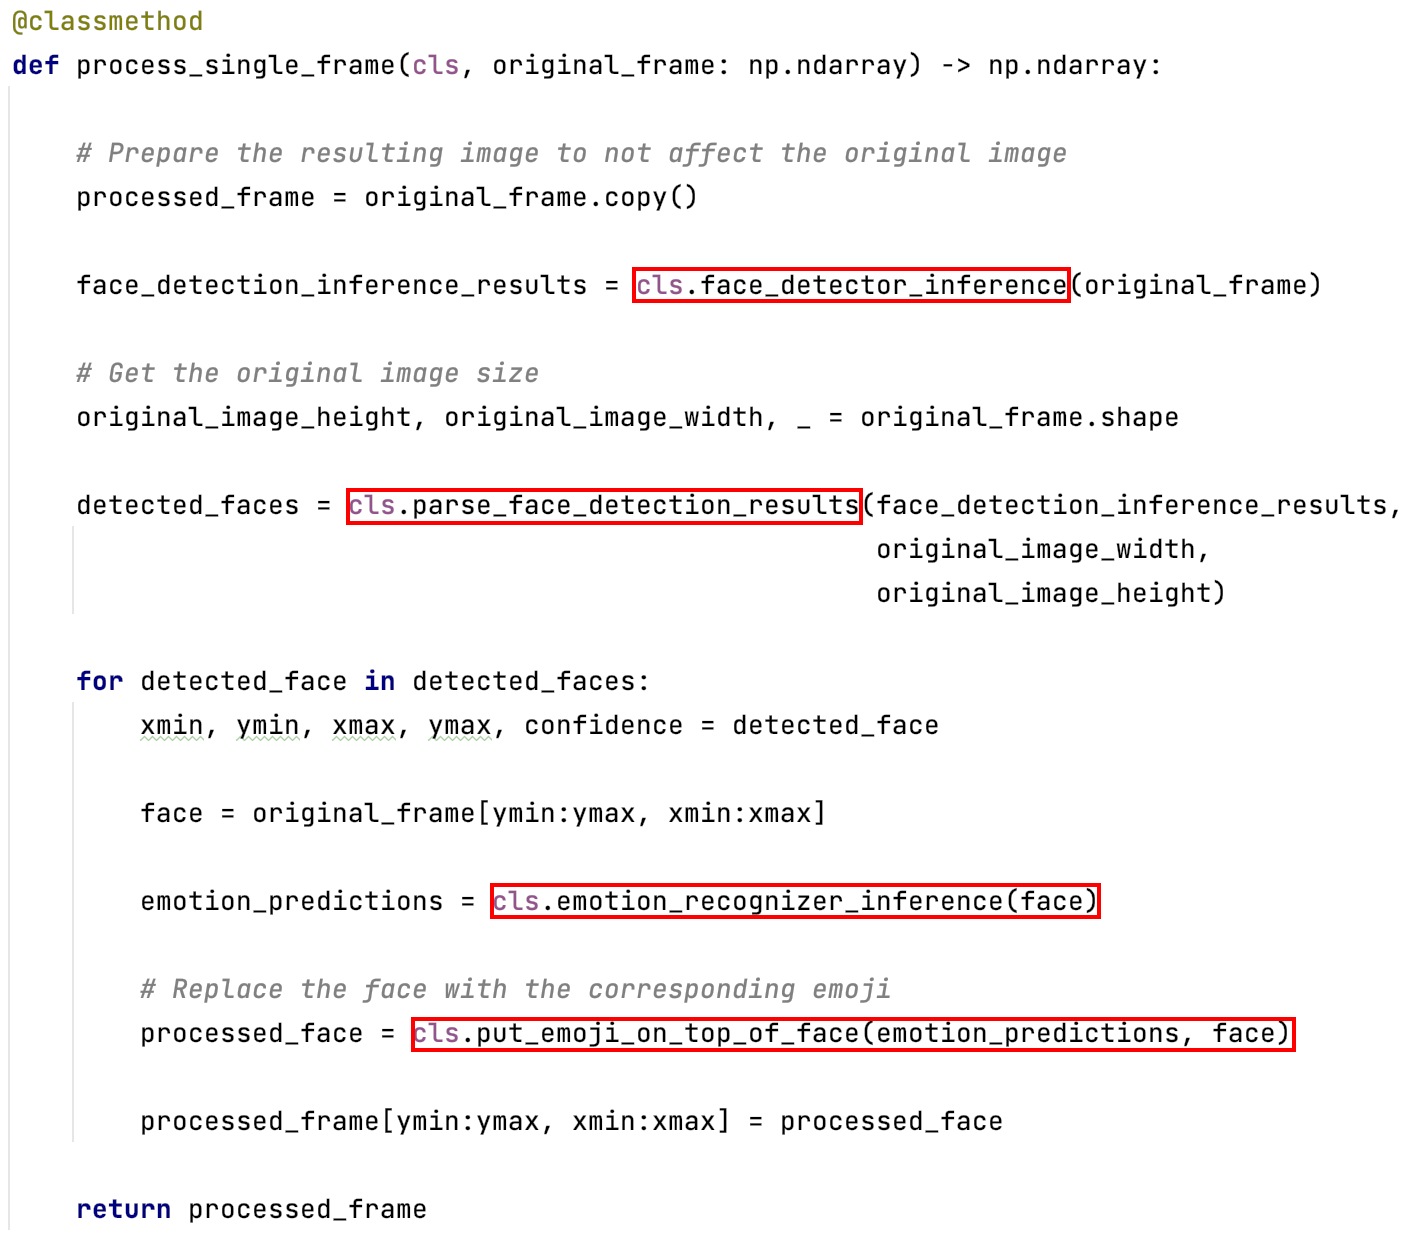 @classmethod
def process_single_frame(cls, original_frame: np.ndarray) -> np.ndarray:
# Prepare the resulting image to not affect the original image
processed_frame = original_frame.copy()
face_detection_inference_results = cls.face_detector_inference(original_frame)
# Get the original image size
original_image_height, original_image_width, _ = original_frame.shape
detected_faces = cls.parse_face_detection_results(face_detection_inference_results,
original_image_width,
original_image_height)
for detected_face in detected_faces:
xmin, ymin, xmax, ymax, confidence = detected_face
face = original_frame[ymin:ymax, xmin:xmax]
emotion_predictions = cls.emotion_recognizer_inference(face)
# Replace the face with the corresponding emoji
processed_face = cls.put_emoji_on_top_of_face(emotion_predictions, face)
processed_frame[ymin:ymax, xmin:xmax] = processed_face
return processed_frame